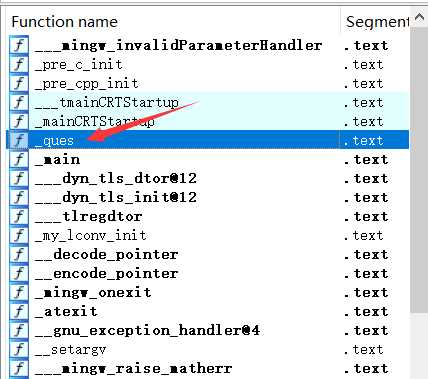 Function name Segment
___mingw_invalidParameterHandler .text
_pre_c_init .text
_pre_cpp_init .text
___tmainCRTStartup .text
_mainCRTStartup .text
_ques .text
_main .text
___dyn_tls_dtor@12 .text
___dyn_tls_init@12 .text
___tlregdtor .text
_my_lconv_init .text
__decode_pointer .text
__encode_pointer .text
_mingw_onexit .text
_atexit .text
__gnu_exception_handler@4 .text
__setargv .text
___mingw_raise_matherr .text